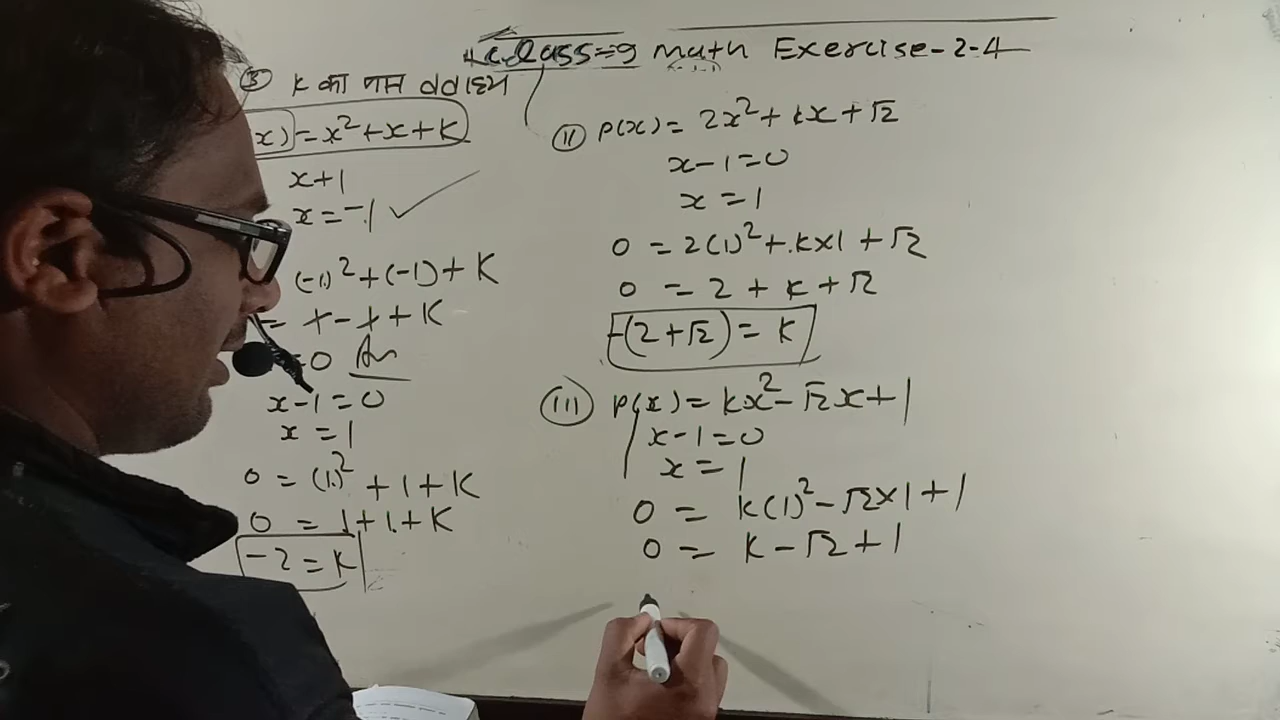 Class=9 Math Exercise-2.4
③ K का मान
x) = x² + x + K
x+1
x = -1 ✓
(-1)² + (-1) + K
= 1 - 1 + K
=0 An
x-1 = 0
x = 1
0 = (1)² + 1 + K
0 = 1 + 1 + K
-2 = K
(ii) P(x) = 2x² + kx + √2
x-1 = 0
x = 1
0 = 2(1)² + k×1 + √2
0 = 2 + k + √2
-(2+√2) = k
(iii) P(x) = kx² - √2x + 1
x-1 = 0
x = 1
0 = k(1)² - √2×1 + 1
0 = k - √2 + 1